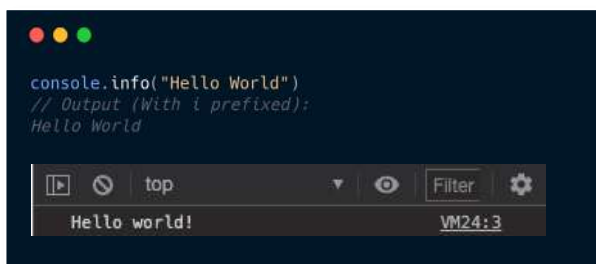 console.info("Hello World")
// Output (With i prefixed):
Hello World
top
Filter
Hello world!
VM24:3